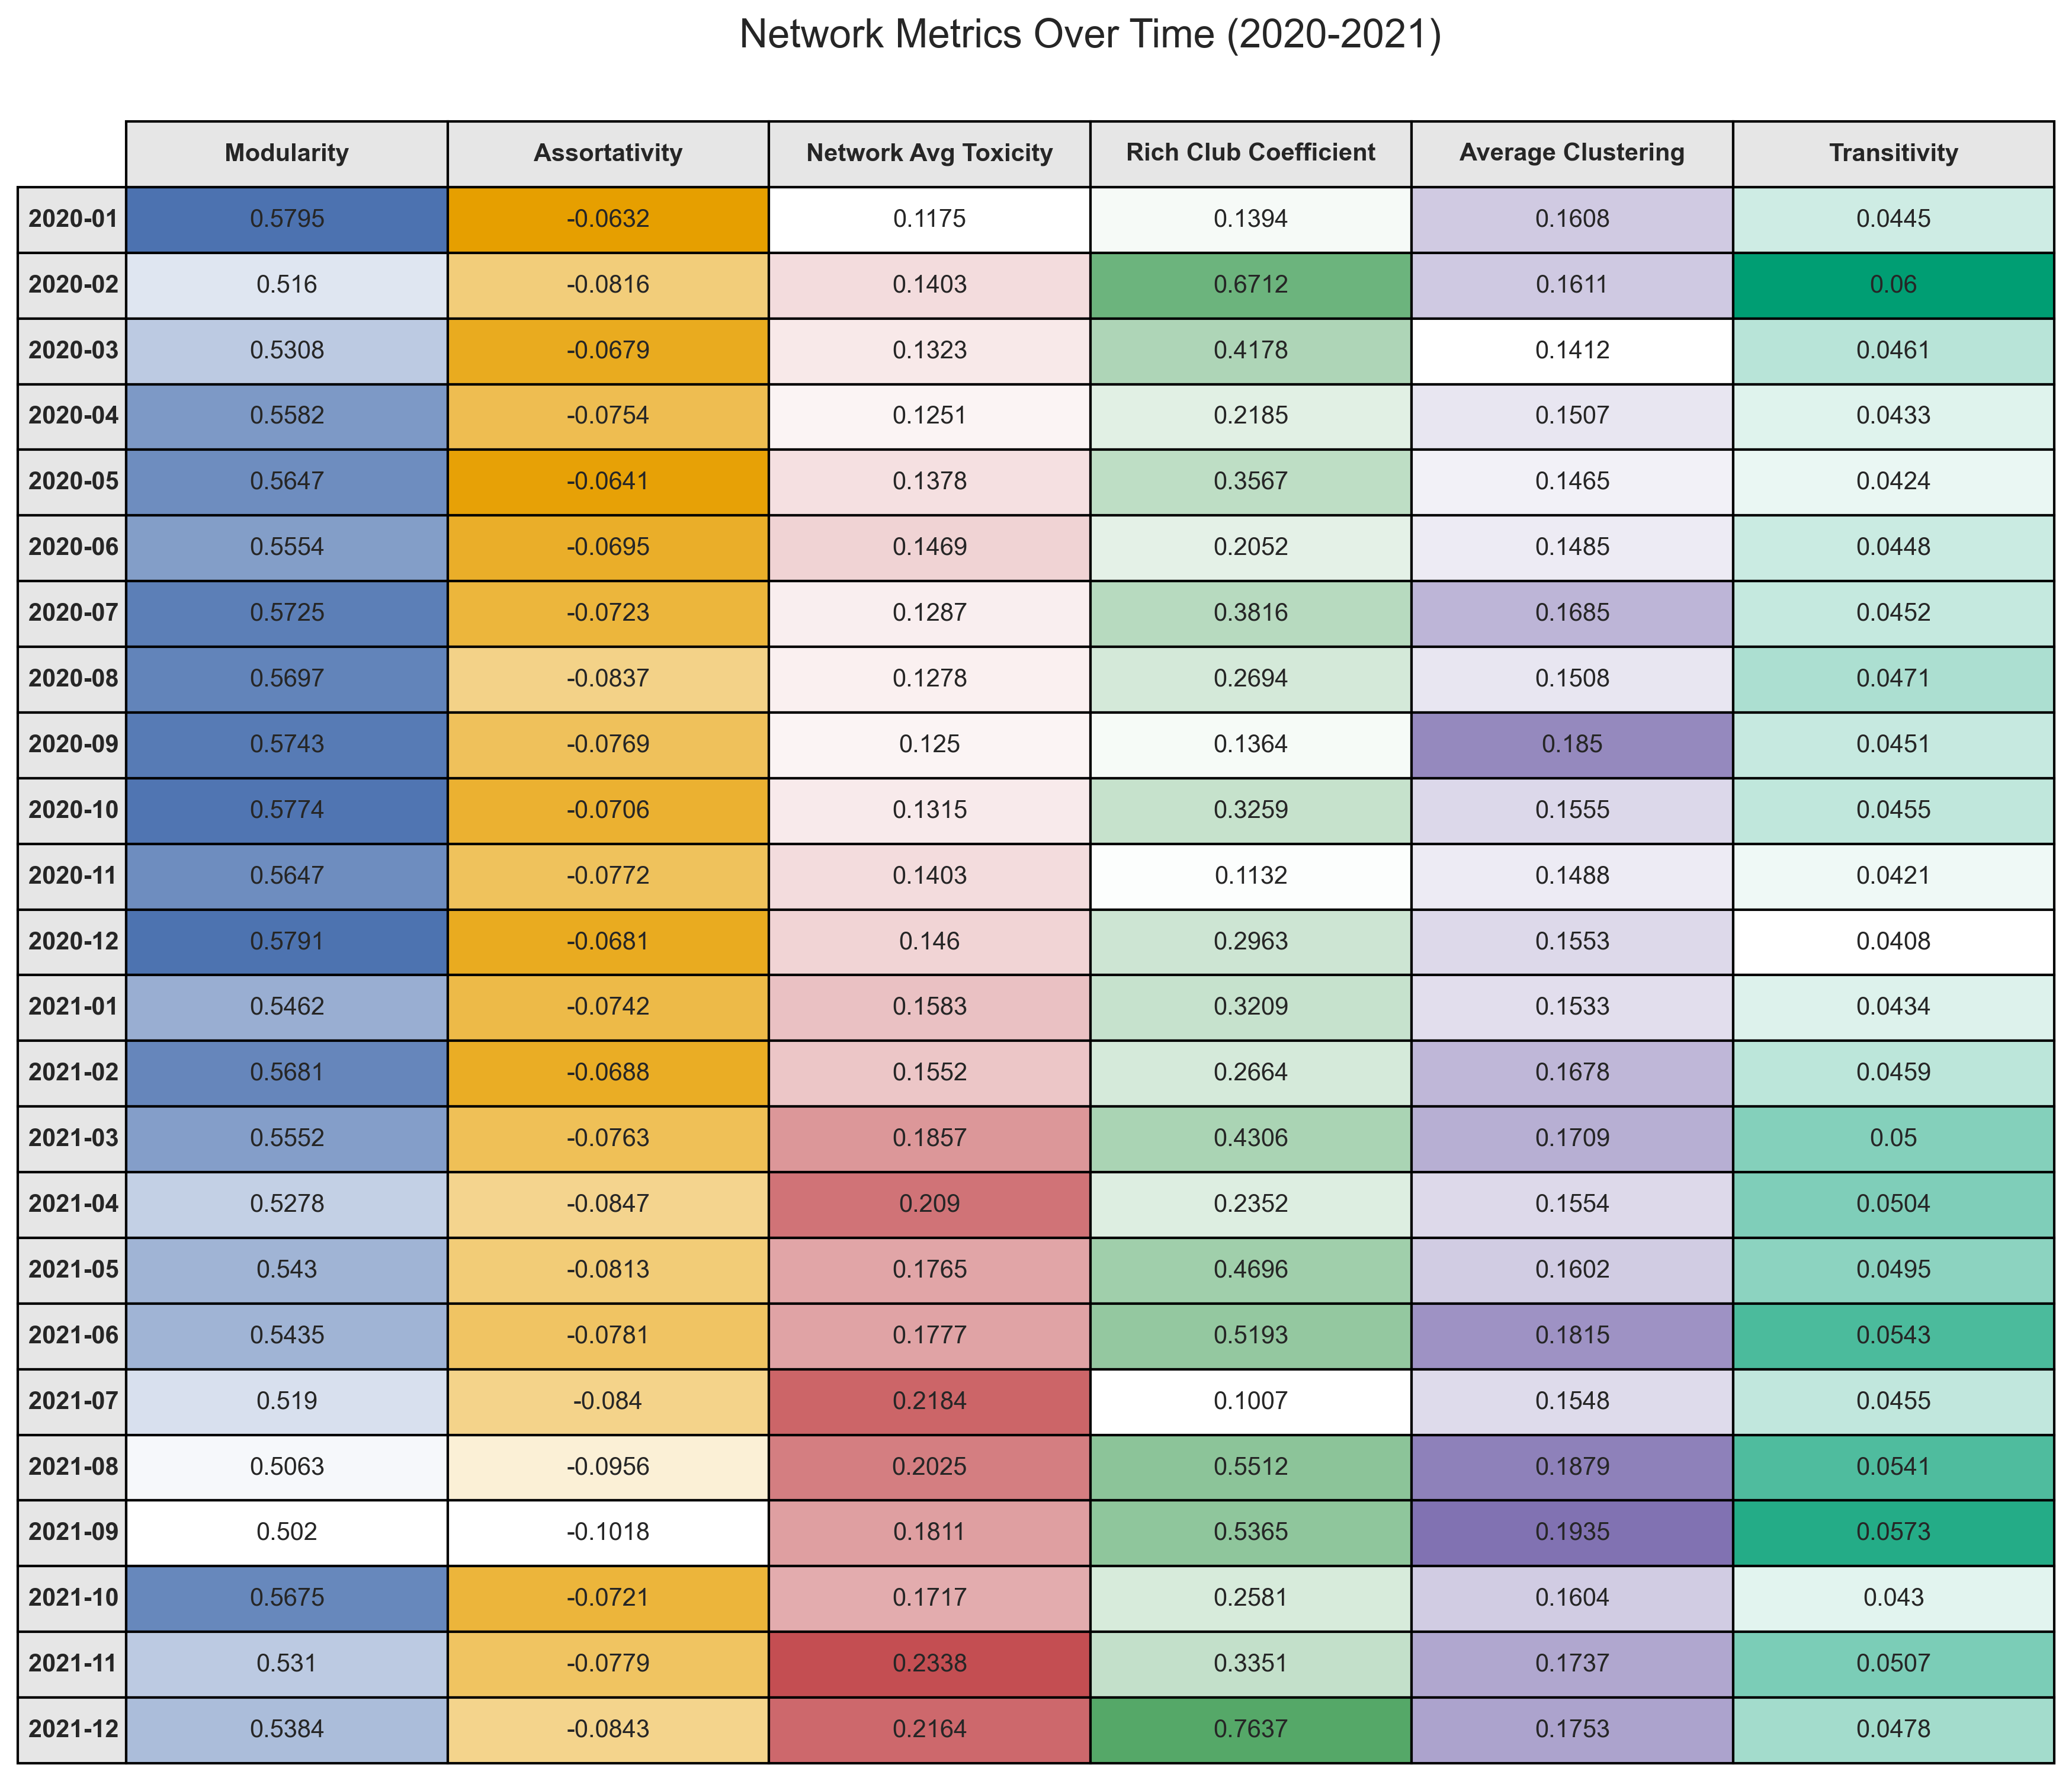 Network Metrics Over Time (2020-2021)
Modularity Assortativity Network Avg Toxicity Rich Club Coefficient Average Clustering Transitivity
2020-01 0.5795 -0.0632 0.1175 0.1394 0.1608 0.0445
2020-02 0.516 -0.0816 0.1403 0.6712 0.1611 0.06
2020-03 0.5308 -0.0679 0.1323 0.4178 0.1412 0.0461
2020-04 0.5582 -0.0754 0.1251 0.2185 0.1507 0.0433
2020-05 0.5647 -0.0641 0.1378 0.3567 0.1465 0.0424
2020-06 0.5554 -0.0695 0.1469 0.2052 0.1485 0.0448
2020-07 0.5725 -0.0723 0.1287 0.3816 0.1685 0.0452
2020-08 0.5697 -0.0837 0.1278 0.2694 0.1508 0.0471
2020-09 0.5743 -0.0769 0.125 0.1364 0.185 0.0451
2020-10 0.5774 -0.0706 0.1315 0.3259 0.1555 0.0455
2020-11 0.5647 -0.0772 0.1403 0.1132 0.1488 0.0421
2020-12 0.5791 -0.0681 0.146 0.2963 0.1553 0.0408
2021-01 0.5462 -0.0742 0.1583 0.3209 0.1533 0.0434
2021-02 0.5681 -0.0688 0.1552 0.2664 0.1678 0.0459
2021-03 0.5552 -0.0763 0.1857 0.4306 0.1709 0.05
2021-04 0.5278 -0.0847 0.209 0.2352 0.1554 0.0504
2021-05 0.543 -0.0813 0.1765 0.4696 0.1602 0.0495
2021-06 0.5435 -0.0781 0.1777 0.5193 0.1815 0.0543
2021-07 0.519 -0.084 0.2184 0.1007 0.1548 0.0455
2021-08 0.5063 -0.0956 0.2025 0.5512 0.1879 0.0541
2021-09 0.502 -0.1018 0.1811 0.5365 0.1935 0.0573
2021-10 0.5675 -0.0721 0.1717 0.2581 0.1604 0.043
2021-11 0.531 -0.0779 0.2338 0.3351 0.1737 0.0507
2021-12 0.5384 -0.0843 0.2164 0.7637 0.1753 0.0478